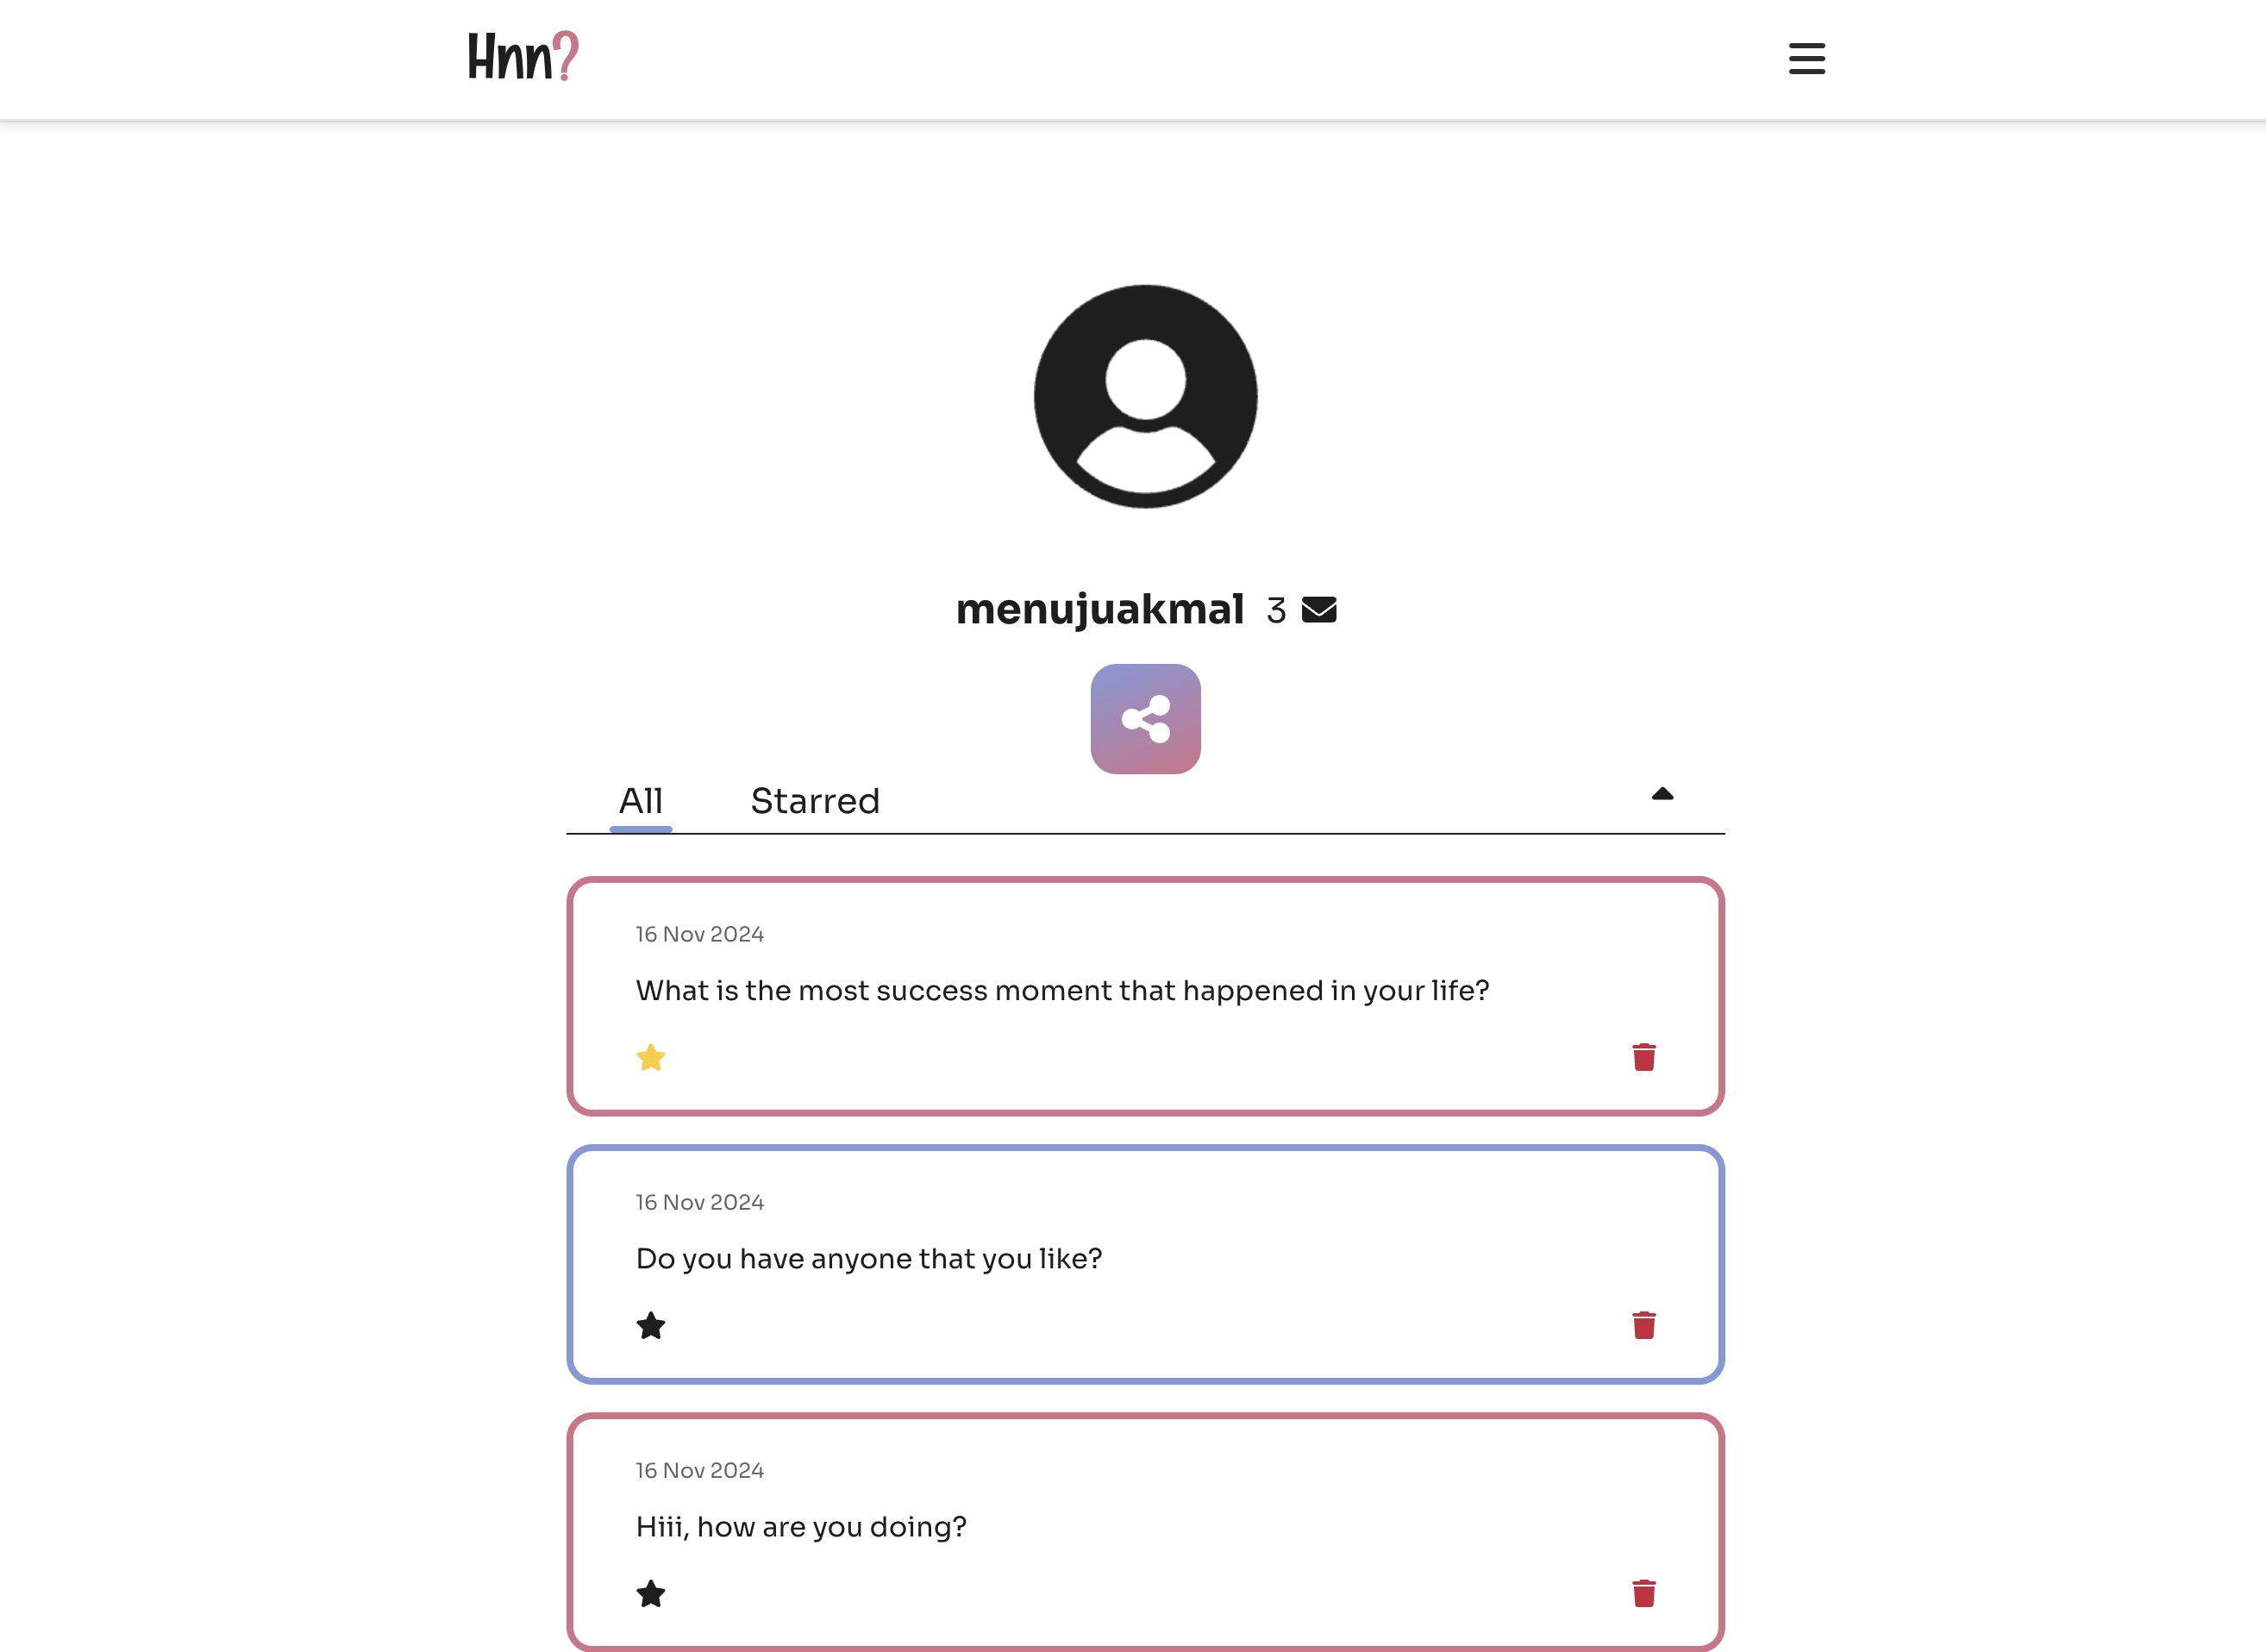 Hnn?
menujuakmal 3
All Starred
16 Nov 2024
What is the most success moment that happened in your life?
16 Nov 2024
Do you have anyone that you like?
16 Nov 2024
Hiii, how are you doing?